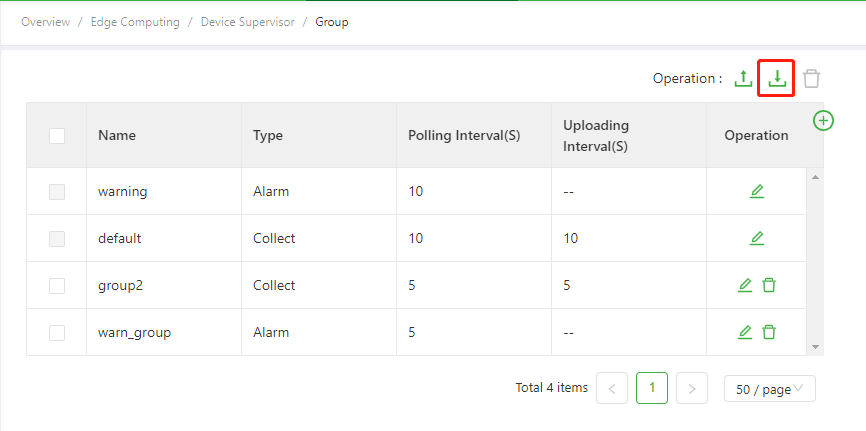 Overview / Edge Computing / Device Supervisor / Group
Operation :
Name Type Polling Interval(S) Uploading Interval(S) Operation
warning Alarm 10 --
default Collect 10 10
group2 Collect 5 5
warn_group Alarm 5 --
Total 4 items < 1 > 50 / page